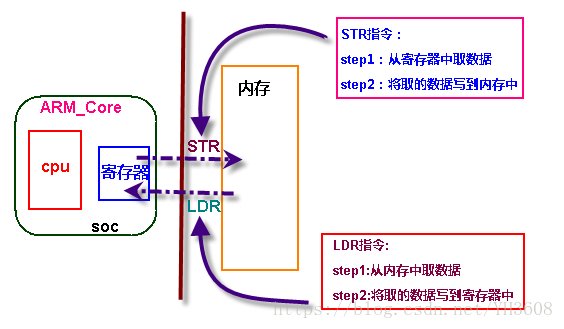 STR指令:
step1：从寄存器中取数据
step2：将取的数据写到内存中
内存
ARM_Core
cpu
寄存器
soc
STR
LDR
LDR指令:
step1:从内存中取数据
step2:将取的数据写到寄存器中
https://blog.csdn.net/YH3608